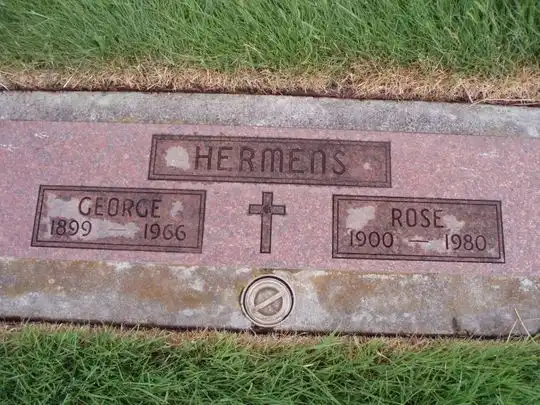 HERMENS
GEORGE
1899 — 1966
ROSE
1900 — 1980